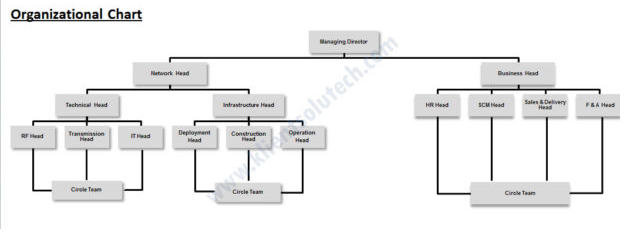 Organizational Chart
Managing Director
Network Head
Business Head
Technical Head
Infrastructure Head
HR Head
SCM Head
Sales & Delivery
Head
F & A Head
RF Head
Transmission
Head
IT Head
Deployment
Head
Construction
Head
Operation
Head
Circle Team
Circle Team
Circle Team